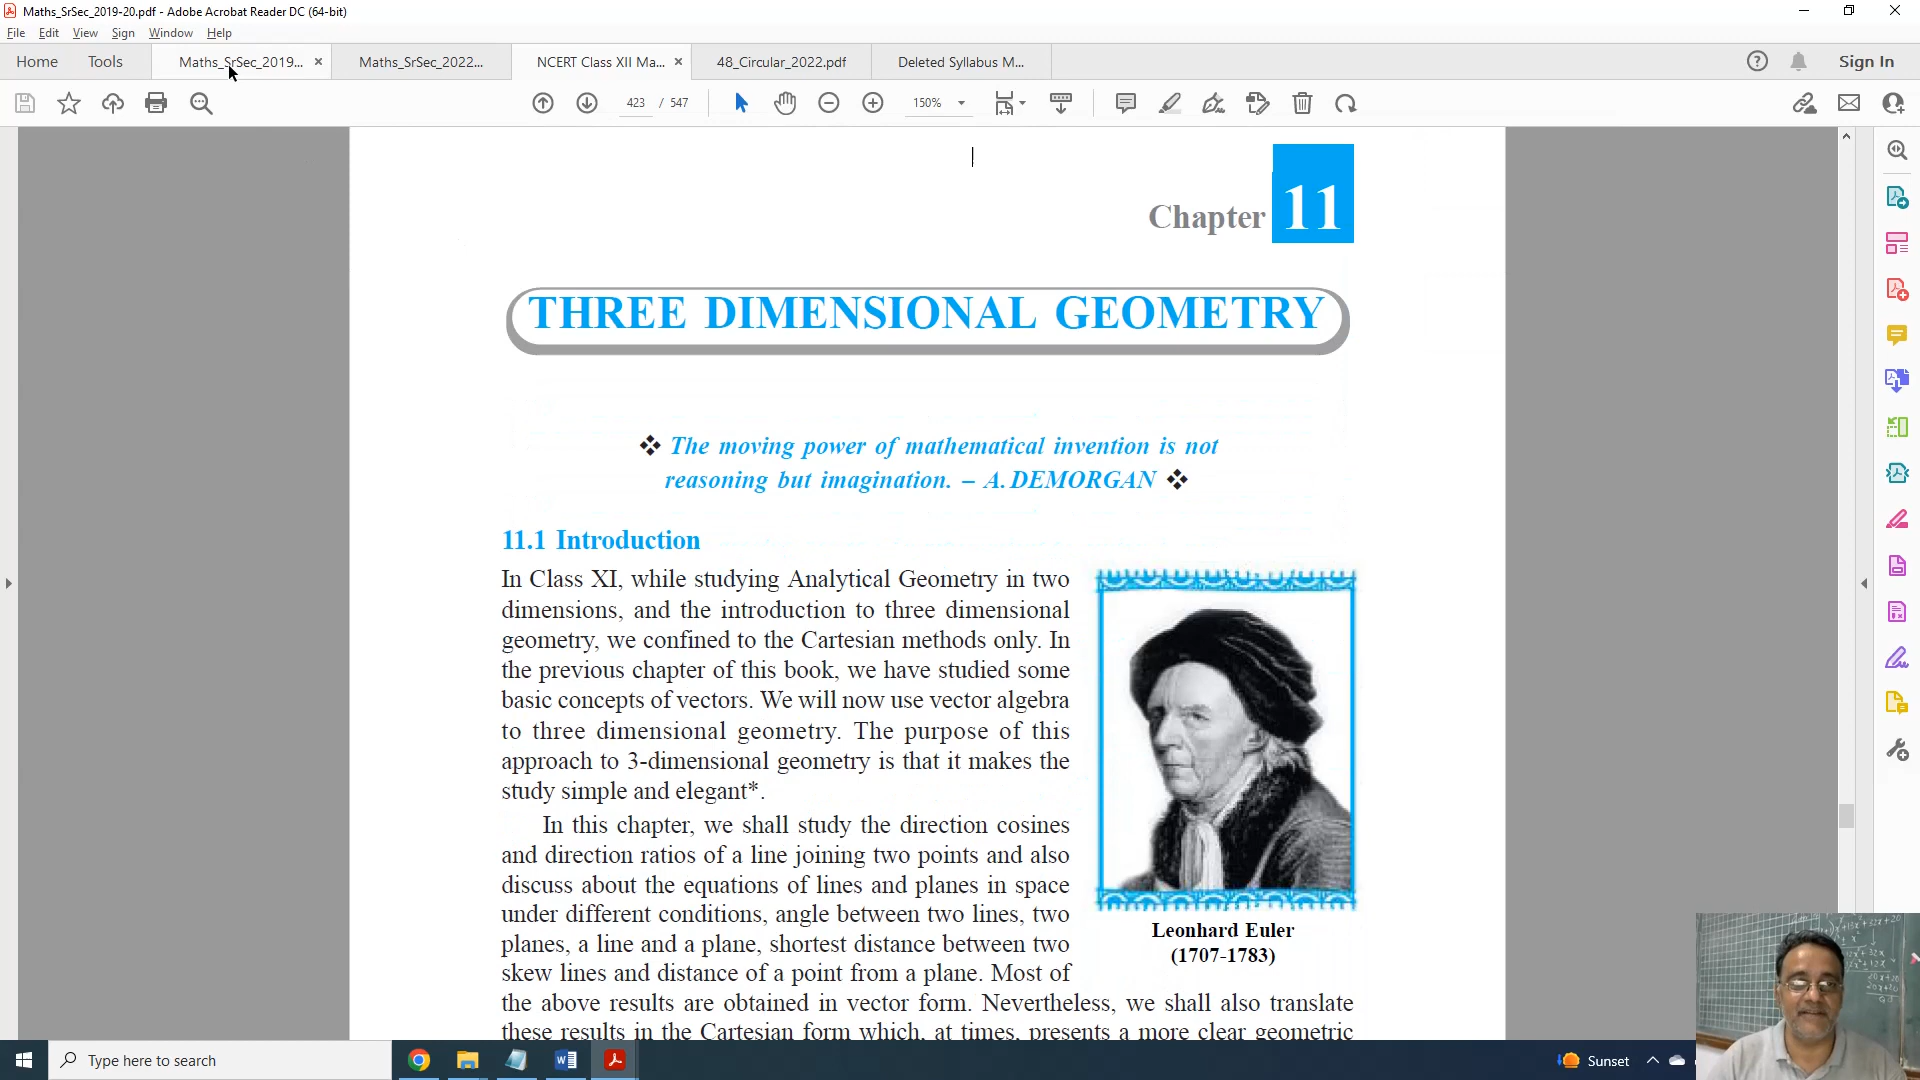 Maths_SrSec_2019-20.pdf - Adobe Acrobat Reader DC (64-bit)
File Edit View Sign Window Help
Home Tools Maths_SrSec_2019... Maths_SrSec_2022... NCERT Class XII Ma... 48_Circular_2022.pdf Deleted Syllabus M... Sign In
423 / 547 150%
Chapter 11
THREE DIMENSIONAL GEOMETRY
❖ The moving power of mathematical invention is not
reasoning but imagination. – A. DEMORGAN ❖
11.1 Introduction
In Class XI, while studying Analytical Geometry in two
dimensions, and the introduction to three dimensional
geometry, we confined to the Cartesian methods only. In
the previous chapter of this book, we have studied some
basic concepts of vectors. We will now use vector algebra
to three dimensional geometry. The purpose of this
approach to 3-dimensional geometry is that it makes the
study simple and elegant*.
In this chapter, we shall study the direction cosines
and direction ratios of a line joining two points and also
discuss about the equations of lines and planes in space
under different conditions, angle between two lines, two
planes, a line and a plane, shortest distance between two
skew lines and distance of a point from a plane. Most of
the above results are obtained in vector form. Nevertheless, we shall also translate
these results in the Cartesian form which, at times, presents a more clear geometric
Leonhard Euler
(1707-1783)
Type here to search
Sunset